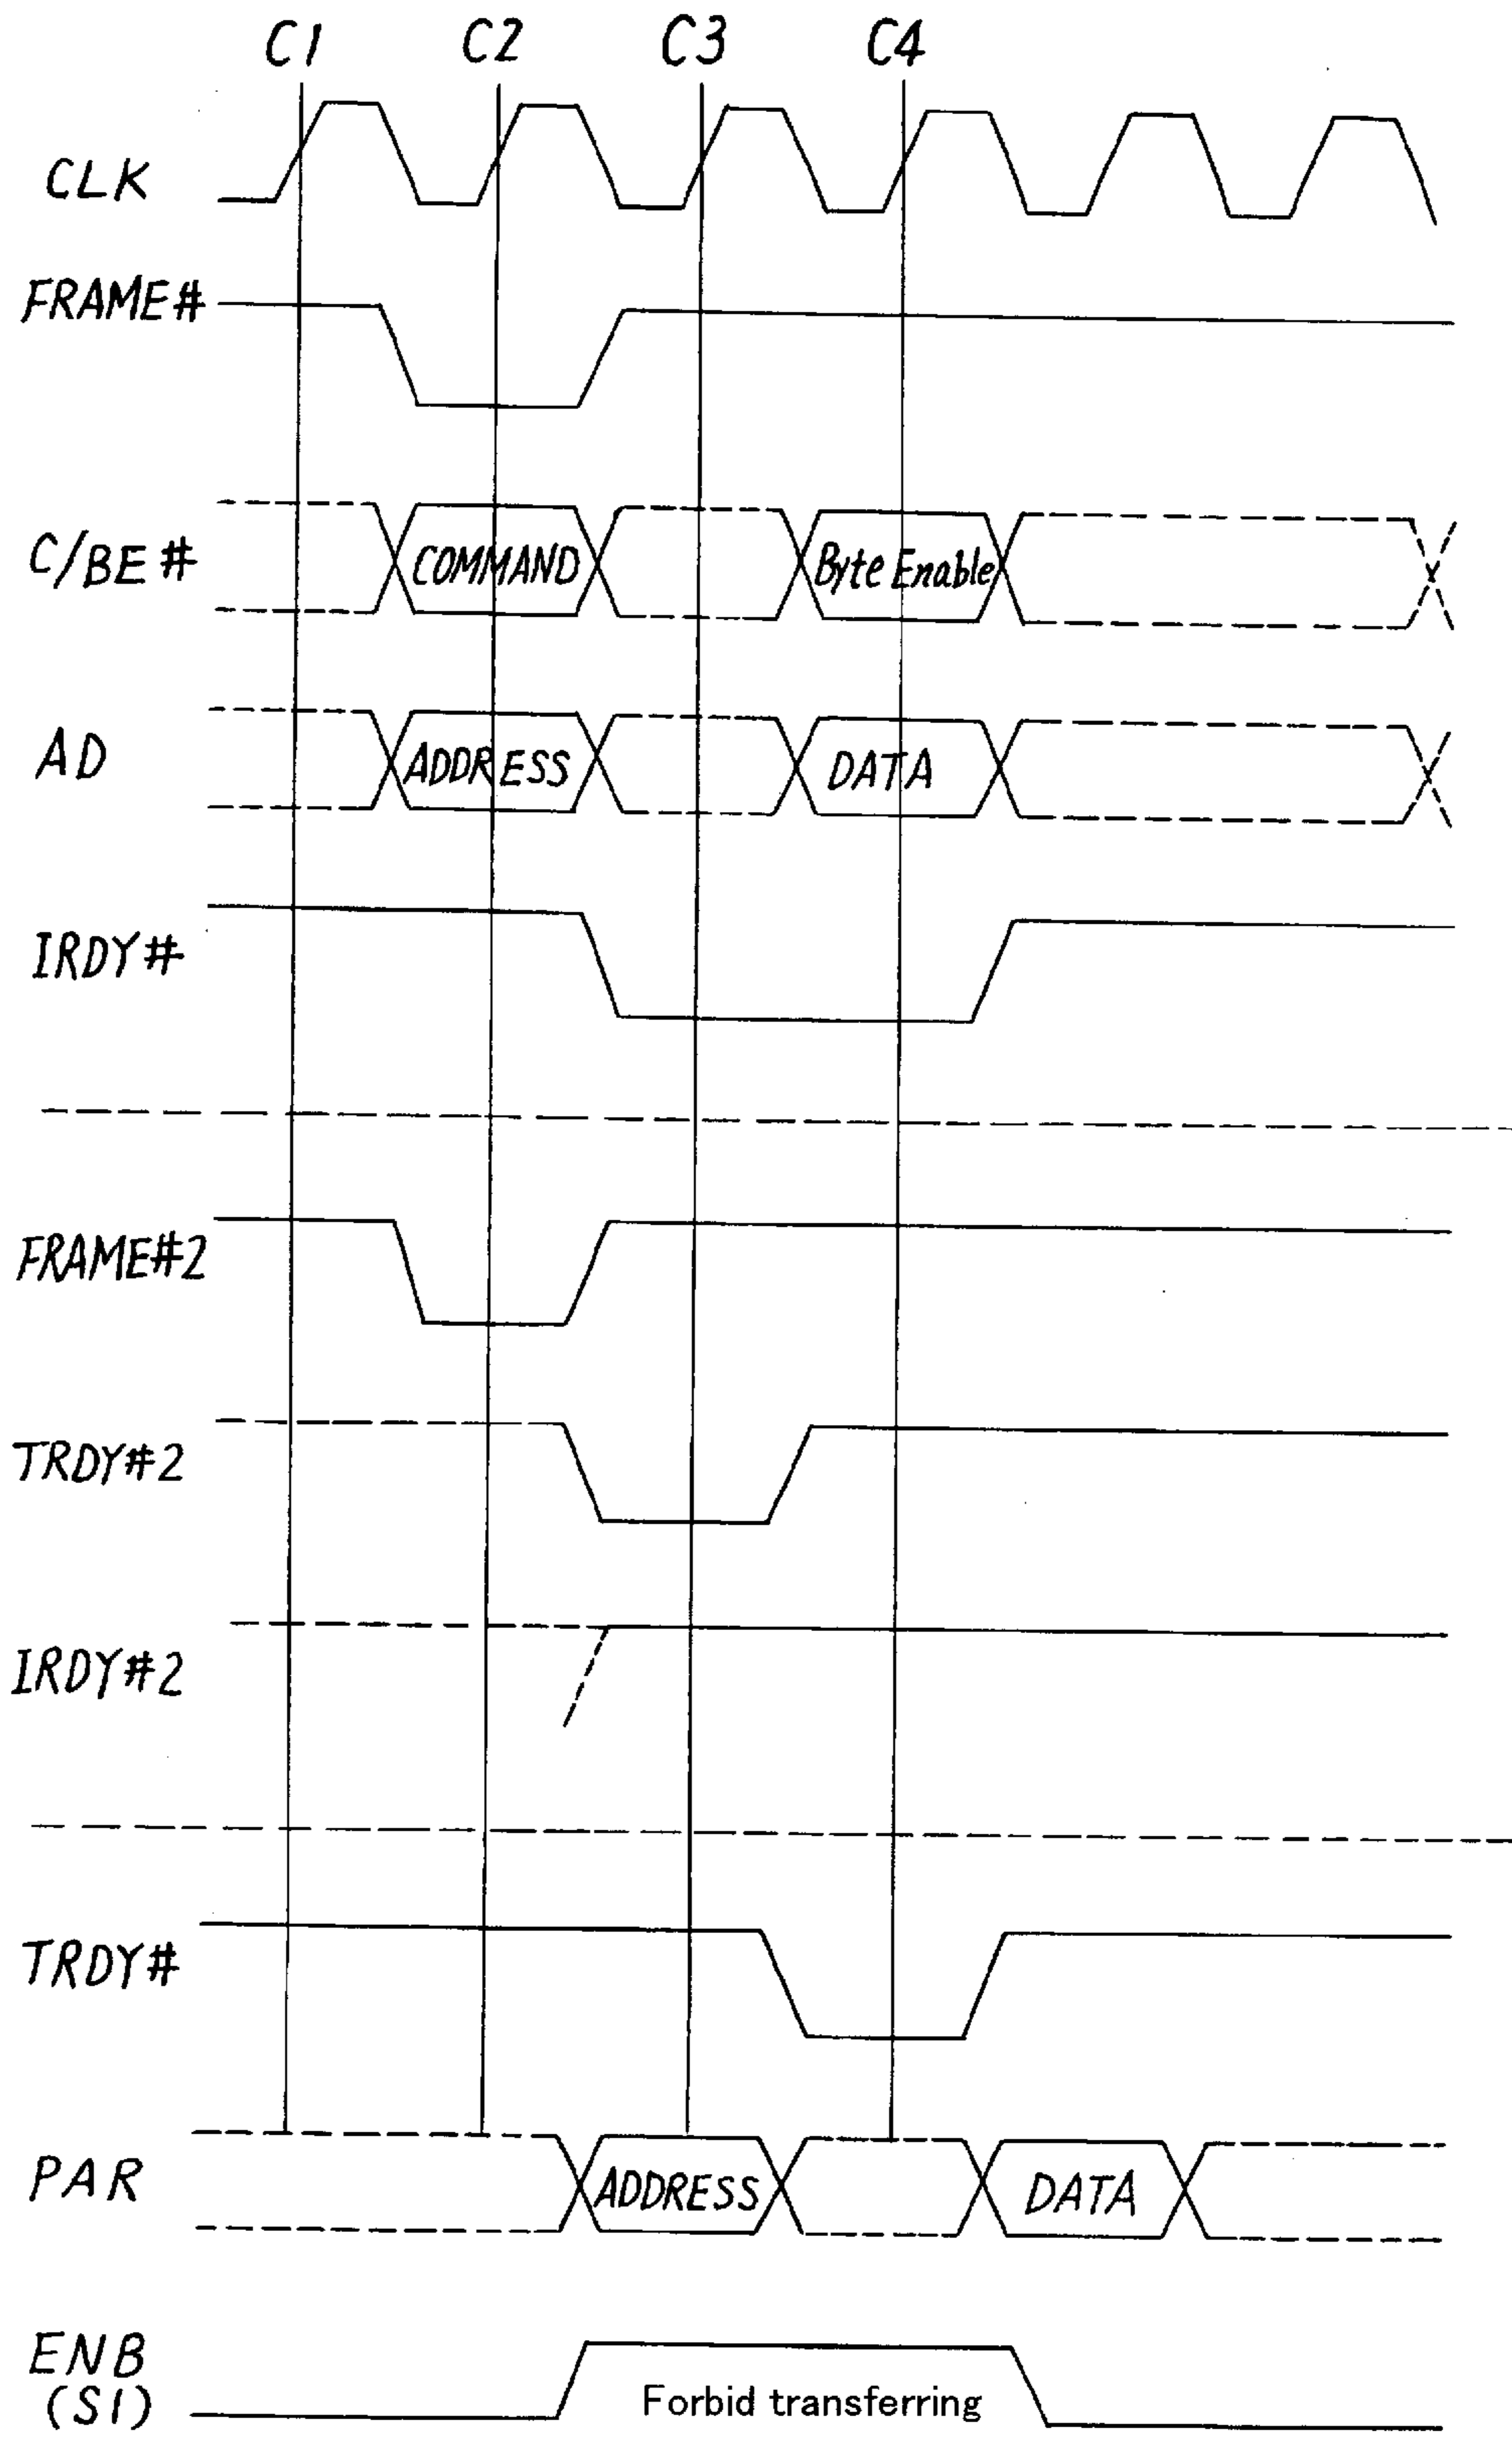 C1 C2 C3 C4
CLK
FRAME#
C/BE# COMMAND Byte Enable
AD ADDRESS DATA
IRDY#
FRAME#2
TRDY#2
IRDY#2
TRDY#
PAR ADDRESS DATA
ENB
(S1) Forbid transferring